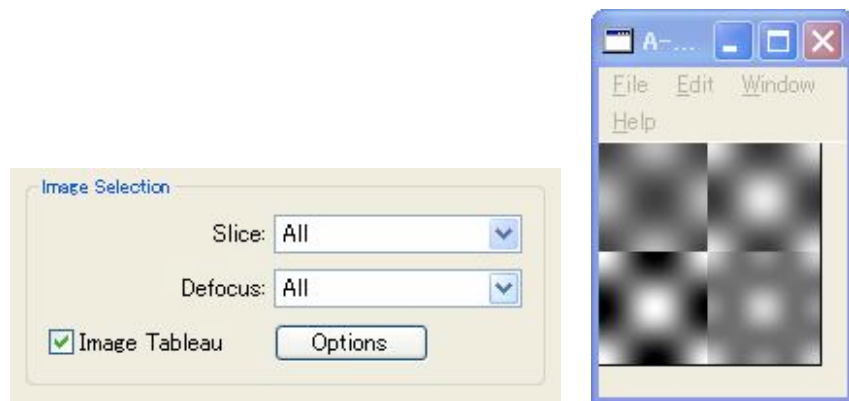 Image Selection
Slice: All
Defocus: All
Image Tableau Options
A-...
File Edit Window
Help